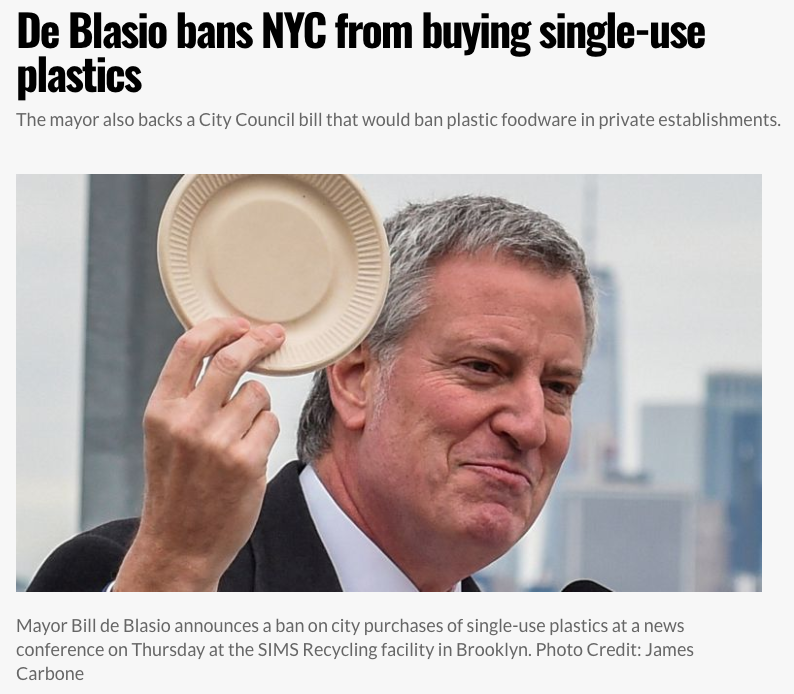 De Blasio bans NYC from buying single-use
plastics
The mayor also backs a City Council bill that would ban plastic foodware in private establishments.
Mayor Bill de Blasio announces a ban on city purchases of single-use plastics at a news
conference on Thursday at the SIMS Recycling facility in Brooklyn. Photo Credit: James
Carbone